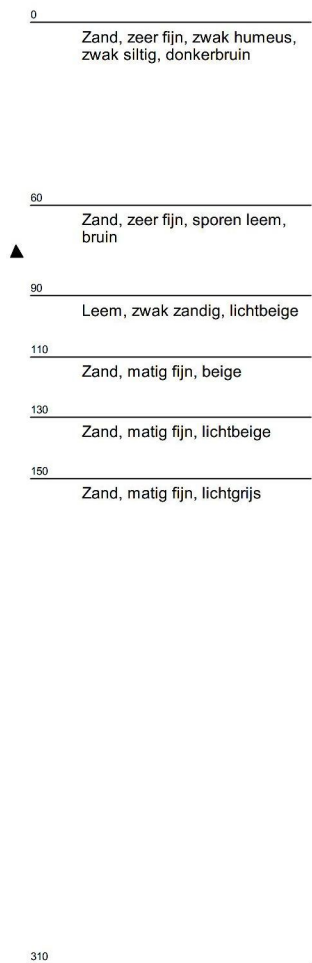 0
Zand, zeer fijn, zwak humeus,
zwak siltig, donkerbruin
60
Zand, zeer fijn, sporen leem,
bruin
90
Leem, zwak zandig, lichtbeige
110
Zand, matig fijn, beige
130
Zand, matig fijn, lichtbeige
150
Zand, matig fijn, lichtgrijs
310